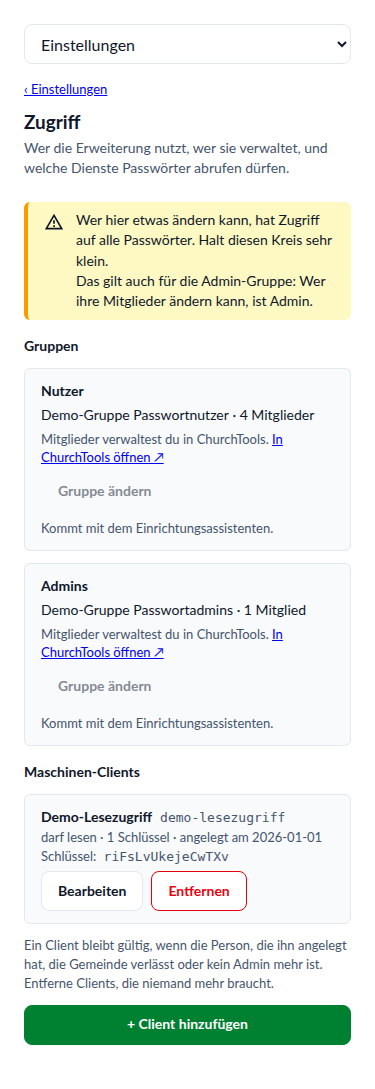 Einstellungen
‹ Einstellungen
Zugriff
Wer die Erweiterung nutzt, wer sie verwaltet, und
welche Dienste Passwörter abrufen dürfen.
Wer hier etwas ändern kann, hat Zugriff
auf alle Passwörter. Halt diesen Kreis sehr
klein.
Das gilt auch für die Admin-Gruppe: Wer
ihre Mitglieder ändern kann, ist Admin.
Gruppen
Nutzer
Demo-Gruppe Passwortnutzer · 4 Mitglieder
Mitglieder verwaltest du in ChurchTools. In
ChurchTools öffnen ↗
Gruppe ändern
Kommt mit dem Einrichtungsassistenten.
Admins
Demo-Gruppe Passwortadmins · 1 Mitglied
Mitglieder verwaltest du in ChurchTools. In
ChurchTools öffnen ↗
Gruppe ändern
Kommt mit dem Einrichtungsassistenten.
Maschinen-Clients
Demo-Lesezugriff demo-lesezugriff
darf lesen · 1 Schlüssel · angelegt am 2026-01-01
Schlüssel: riFsLvUkejeCwTXv
Bearbeiten Entfernen
Ein Client bleibt gültig, wenn die Person, die ihn angelegt
hat, die Gemeinde verlässt oder kein Admin mehr ist.
Entferne Clients, die niemand mehr braucht.
+ Client hinzufügen